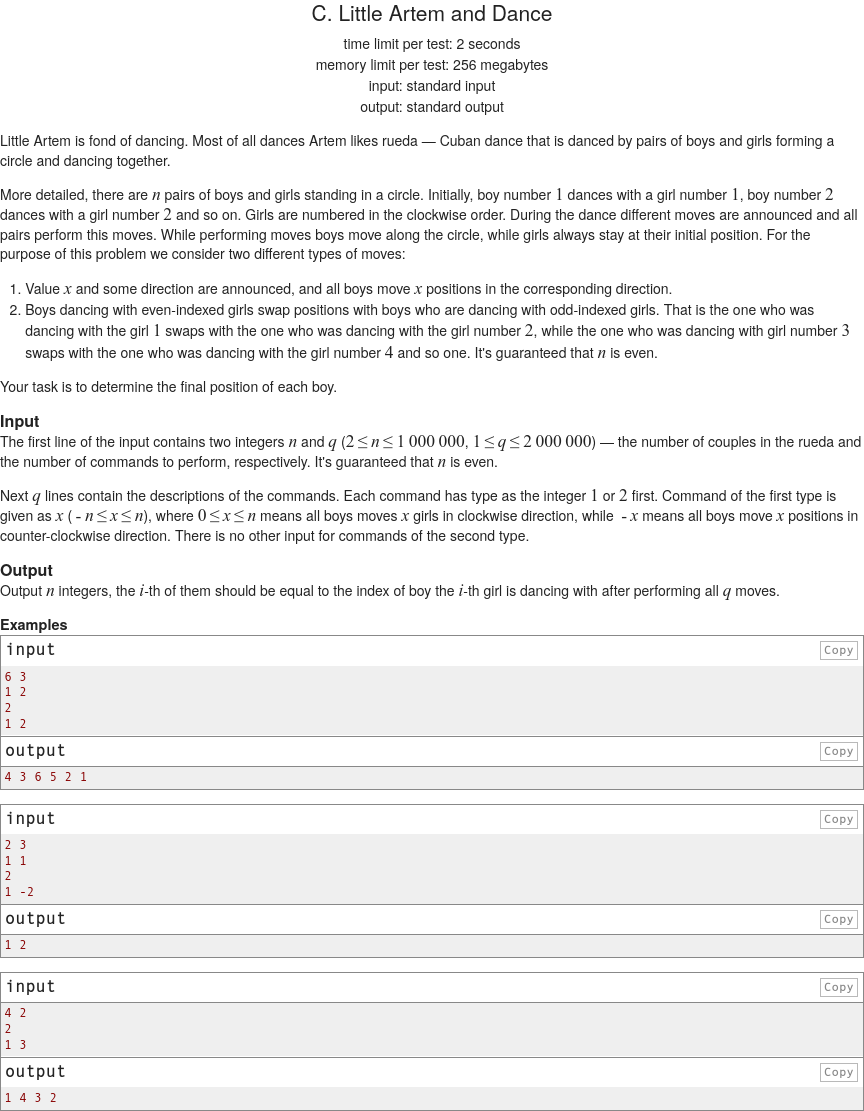 C. Little Artem and Dance
time limit per test: 2 seconds
memory limit per test: 256 megabytes
input: standard input
output: standard output
Little Artem is fond of dancing. Most of all dances Artem likes rueda — Cuban dance that is danced by pairs of boys and girls forming a
circle and dancing together.
More detailed, there are n pairs of boys and girls standing in a circle. Initially, boy number 1 dances with a girl number 1, boy number 2
dances with a girl number 2 and so on. Girls are numbered in the clockwise order. During the dance different moves are announced and all
pairs perform this moves. While performing moves boys move along the circle, while girls always stay at their initial position. For the
purpose of this problem we consider two different types of moves:
1. Value x and some direction are announced, and all boys move x positions in the corresponding direction.
2. Boys dancing with even-indexed girls swap positions with boys who are dancing with odd-indexed girls. That is the one who was
dancing with the girl 1 swaps with the one who was dancing with the girl number 2, while the one who was dancing with girl number 3
swaps with the one who was dancing with the girl number 4 and so one. It's guaranteed that n is even.
Your task is to determine the final position of each boy.
Input
The first line of the input contains two integers n and q (2 ≤ n ≤ 1 000 000, 1 ≤ q ≤ 2 000 000) — the number of couples in the rueda and
the number of commands to perform, respectively. It's guaranteed that n is even.
Next q lines contain the descriptions of the commands. Each command has type as the integer 1 or 2 first. Command of the first type is
given as x ( - n ≤ x ≤ n), where 0 ≤ x ≤ n means all boys moves x girls in clockwise direction, while  - x means all boys move x positions in
counter-clockwise direction. There is no other input for commands of the second type.
Output
Output n integers, the i-th of them should be equal to the index of boy the i-th girl is dancing with after performing all q moves.
Examples
input Copy
6 3
1 2
2
1 2
output Copy
4 3 6 5 2 1
input Copy
2 3
1 1
2
1 -2
output Copy
1 2
input Copy
4 2
2
1 3
output Copy
1 4 3 2